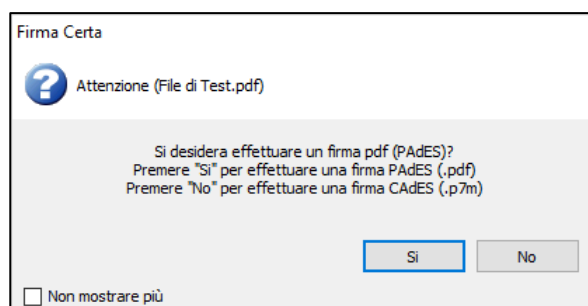 Firma Certa
Attenzione (File di Test.pdf)
Si desidera effettuare un firma pdf (PAdES)?
Premere "Si" per effettuare una firma PAdES (.pdf)
Premere "No" per effettuare una firma CAdES (.p7m)
Si
No
Non mostrare più